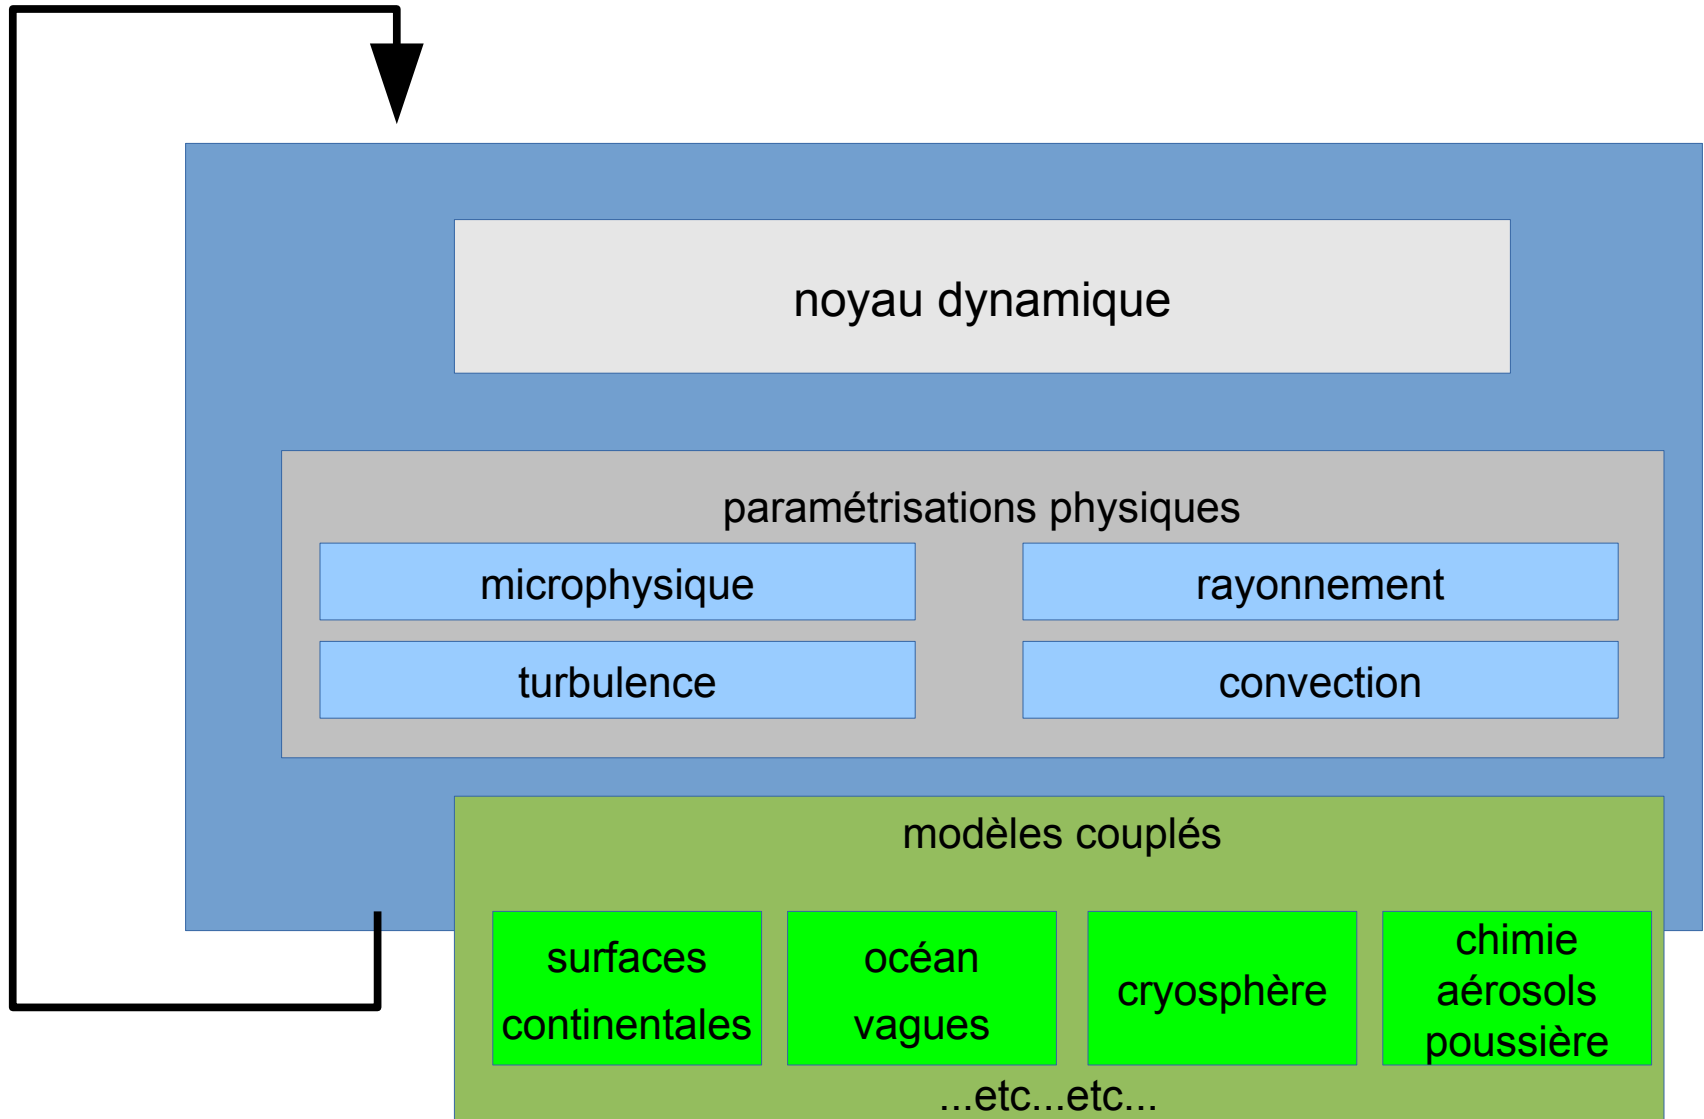 noyau dynamique
paramétrisations physiques
microphysique
rayonnement
turbulence
convection
modèles couplés
surfaces
continentales
océan
vagues
cryosphère
chimie
aérosols
poussière
...etc...etc...